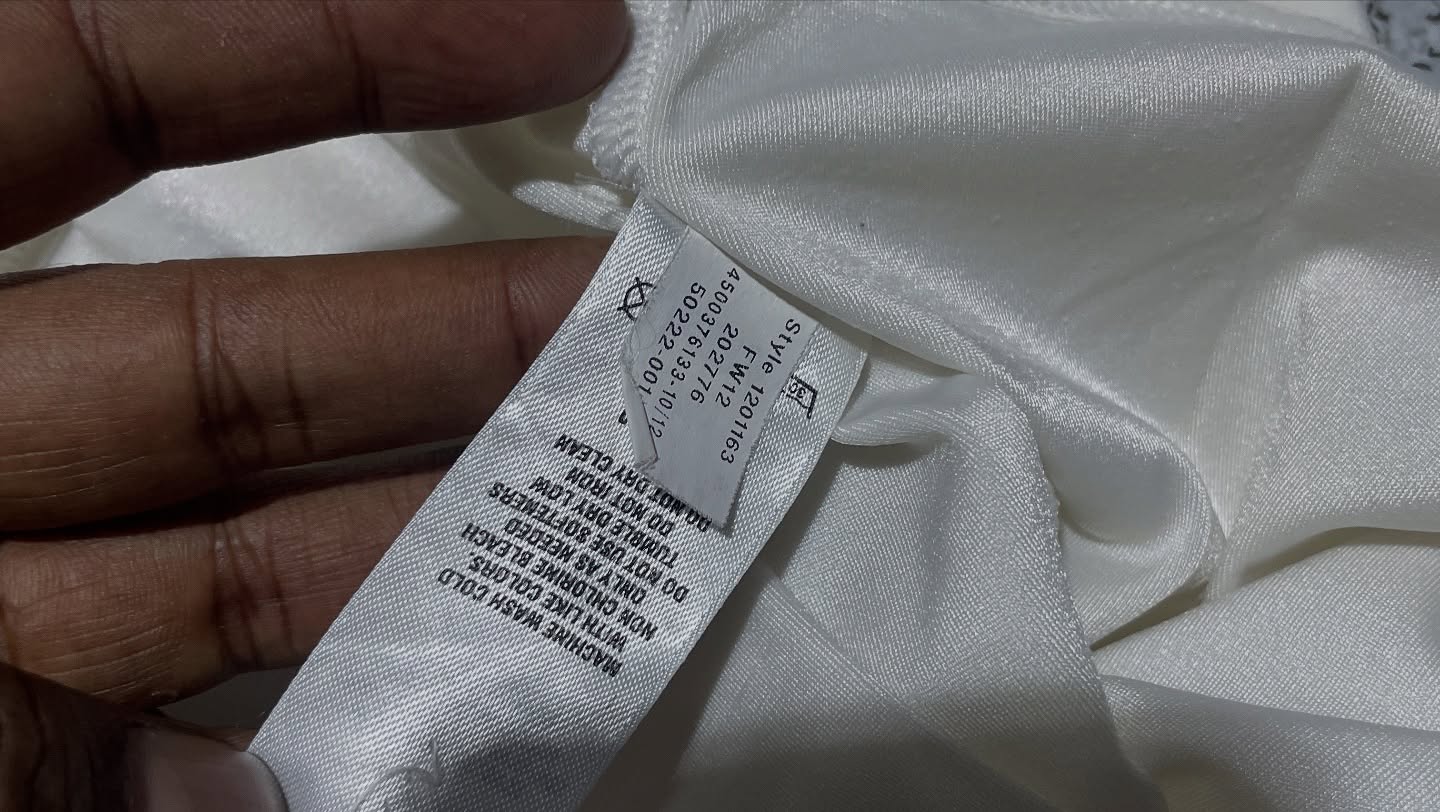 Style 1201163
FW12
202776
4500376133-10/12
50222-001
MACHINE WASH COLD
WITH LIKE COLORS.
NON CHLORINE BLEACH
ONLY AS NEEDED
DO NOT USE SOFTENERS
TUMBLE DRY LOW
DO NOT IRON
DO NOT DRY CLEAN